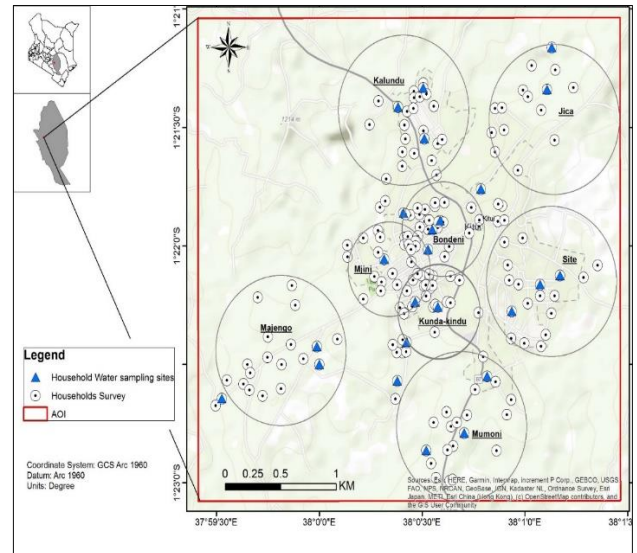 1°21'
1°21'30"S
1°22'0"S
1°23'0"S
N
1214 m
Kalundu
Jica
Bondeni
Mjini
Site
Kunda-kindu
Majengo
Mumoni
Legend
Household Water sampling sites
Households Survey
AOI
Coordinate System: GCS Arc 1960
Datum: Arc 1960
Units: Degree
0 0.25 0.5 1
KM
Sources: Esri, HERE, Garmin, Intermap, increment P Corp., GEBCO, USGS,
FAO, NPS, NRCAN, GeoBase, IGN, Kadaster NL, Ordnance Survey, Esri
Japan, METI, Esri China (Hong Kong), (c) OpenStreetMap contributors, and
the GIS User Community
37°59'30"E 38°0'E 38°0'30"E 38°1'E 38°1'30"E